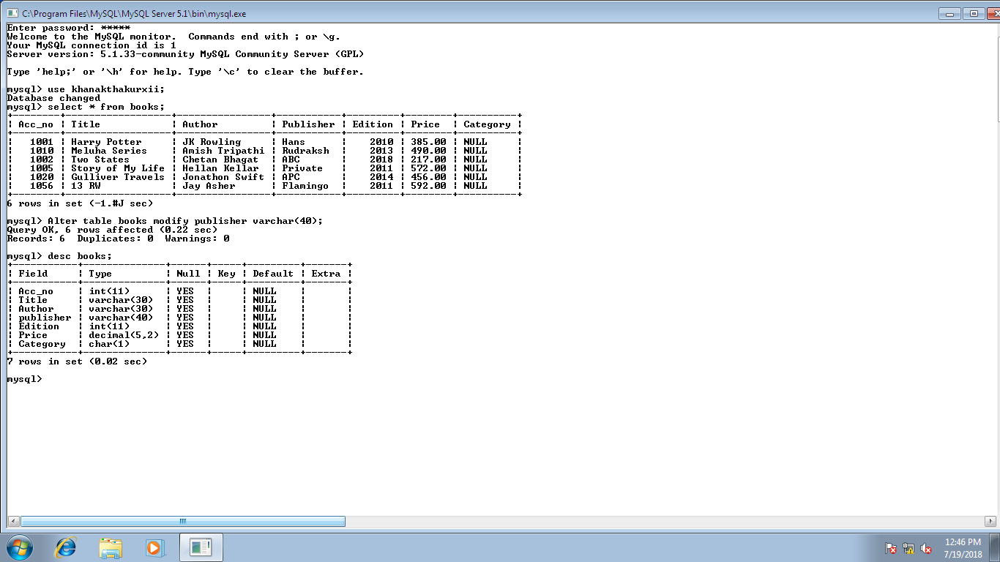 C:\Program Files\MySQL\MySQL Server 5.1\bin\mysql.exe
Enter password: *****
Welcome to the MySQL monitor.  Commands end with ; or \g.
Your MySQL connection id is 1
Server version: 5.1.33-community MySQL Community Server (GPL)
Type 'help;' or '\h' for help. Type '\c' to clear the buffer.
mysql> use khanakthakurxii;
Database changed
mysql> select * from books;
+--------+------------------+----------------+-----------+---------+--------+----------+
¦ Acc_no ¦ Title            ¦ Author         ¦ Publisher ¦ Edition ¦ Price  ¦ Category ¦
+--------+------------------+----------------+-----------+---------+--------+----------+
¦   1001 ¦ Harry Potter     ¦ JK Rowling     ¦ Hans      ¦    2010 ¦ 385.00 ¦ NULL     ¦
¦   1010 ¦ Meluha Series    ¦ Amish Tripathi ¦ Rudraksh  ¦    2013 ¦ 490.00 ¦ NULL     ¦
¦   1002 ¦ Two States       ¦ Chetan Bhagat  ¦ ABC       ¦    2018 ¦ 217.00 ¦ NULL     ¦
¦   1005 ¦ Story of My Life ¦ Hellan Kellar  ¦ Private   ¦    2011 ¦ 572.00 ¦ NULL     ¦
¦   1020 ¦ Gulliver Travels ¦ Jonathon Swift ¦ APC       ¦    2014 ¦ 456.00 ¦ NULL     ¦
¦   1056 ¦ 13 RW            ¦ Jay Asher      ¦ Flamingo  ¦    2011 ¦ 592.00 ¦ NULL     ¦
+--------+------------------+----------------+-----------+---------+--------+----------+
6 rows in set (-1.#J sec)
mysql> Alter table books modify publisher varchar(40);
Query OK, 6 rows affected (0.22 sec)
Records: 6  Duplicates: 0  Warnings: 0
mysql> desc books;
+-----------+--------------+------+-----+---------+-------+
¦ Field     ¦ Type         ¦ Null ¦ Key ¦ Default ¦ Extra ¦
+-----------+--------------+------+-----+---------+-------+
¦ Acc_no    ¦ int(11)      ¦ YES  ¦     ¦ NULL    ¦       ¦
¦ Title     ¦ varchar(30)  ¦ YES  ¦     ¦ NULL    ¦       ¦
¦ Author    ¦ varchar(30)  ¦ YES  ¦     ¦ NULL    ¦       ¦
¦ publisher ¦ varchar(40)  ¦ YES  ¦     ¦ NULL    ¦       ¦
¦ Edition   ¦ int(11)      ¦ YES  ¦     ¦ NULL    ¦       ¦
¦ Price     ¦ decimal(5,2) ¦ YES  ¦     ¦ NULL    ¦       ¦
¦ Category  ¦ char(1)      ¦ YES  ¦     ¦ NULL    ¦       ¦
+-----------+--------------+------+-----+---------+-------+
7 rows in set (0.02 sec)
mysql>
12:46 PM
7/19/2018